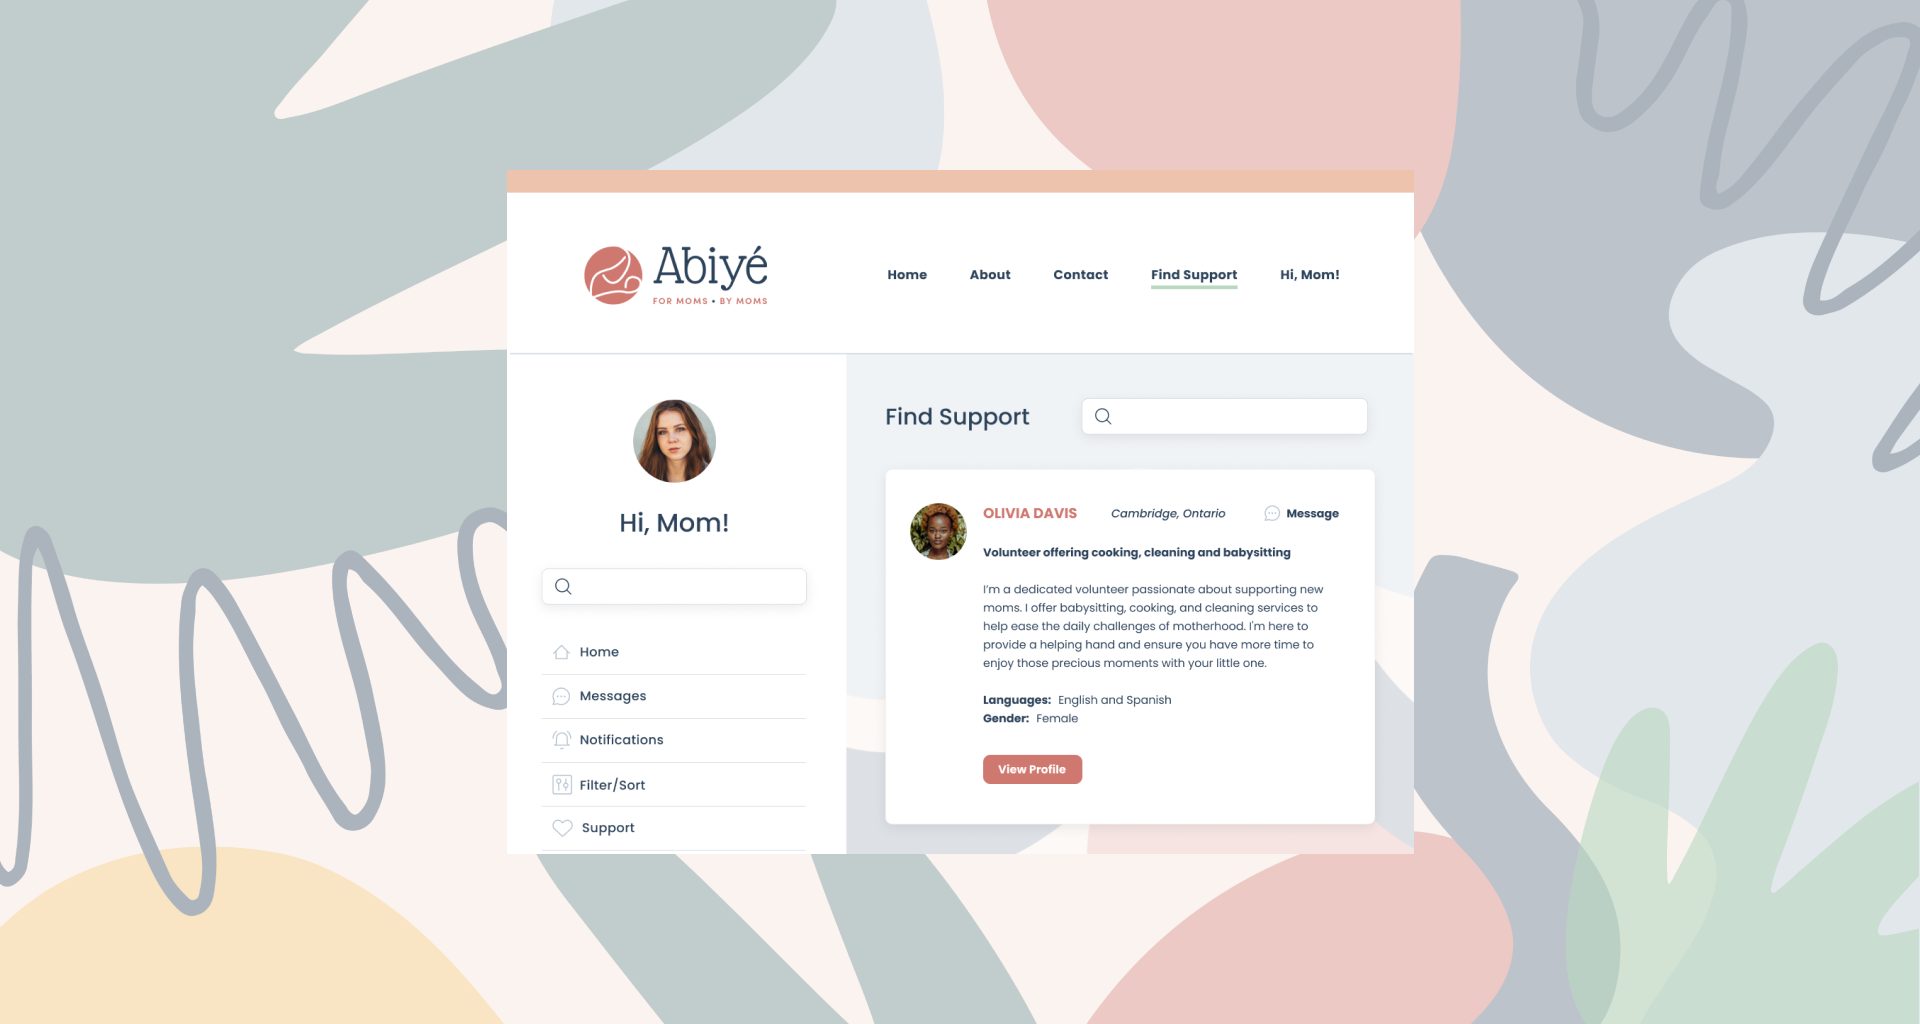 Abiyé
FOR MOMS • BY MOMS
Home
About
Contact
Find Support
Hi, Mom!
Hi, Mom!
Home
Messages
Notifications
Filter/Sort
Support
Find Support
OLIVIA DAVIS
Cambridge, Ontario
Message
Volunteer offering cooking, cleaning and babysitting
I'm a dedicated volunteer passionate about supporting new
moms. I offer babysitting, cooking, and cleaning services to
help ease the daily challenges of motherhood. I'm here to
provide a helping hand and ensure you have more time to
enjoy those precious moments with your little one.
Languages: English and Spanish
Gender: Female
View Profile